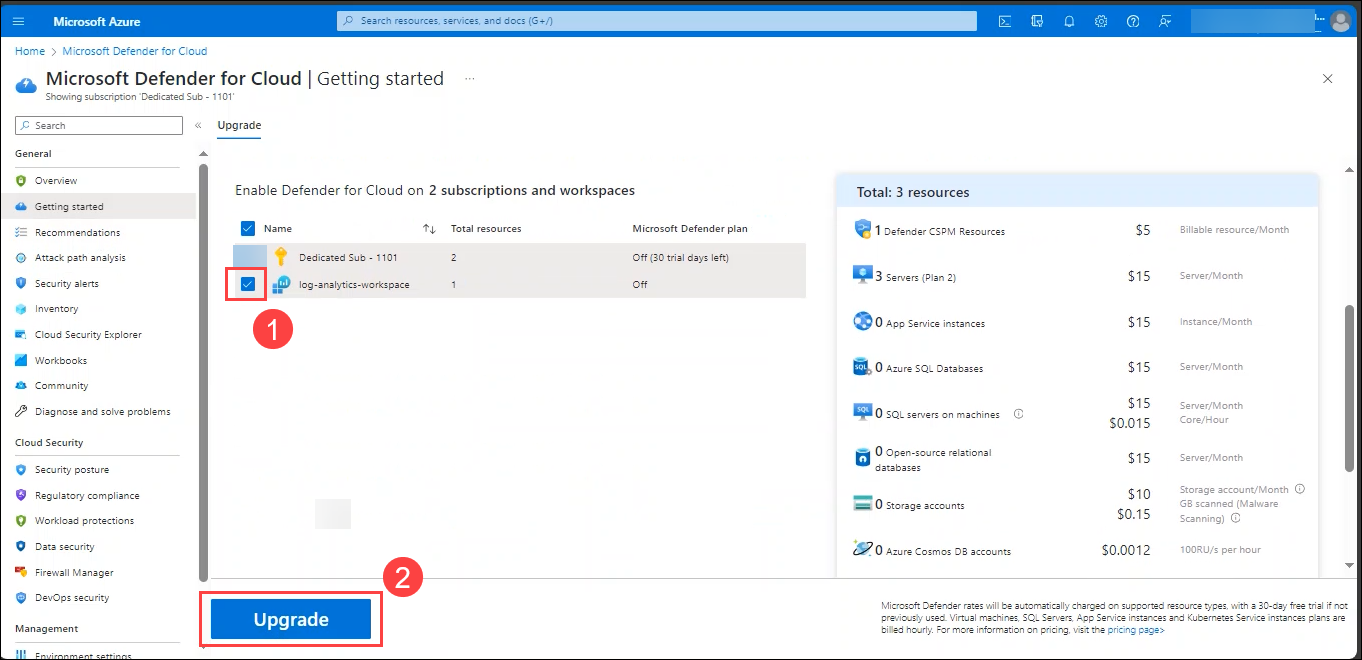 Microsoft Azure
Search resources, services, and docs (G+/)
...
Home > Microsoft Defender for Cloud
Microsoft Defender for Cloud | Getting started ...
Showing subscription 'Dedicated Sub - 1101'
Search
«
Upgrade
General
Overview
Getting started
Recommendations
Attack path analysis
Security alerts
Inventory
Cloud Security Explorer
Workbooks
Community
Diagnose and solve problems
Cloud Security
Security posture
Regulatory compliance
Workload protections
Data security
Firewall Manager
DevOps security
Management
Environment settings
Enable Defender for Cloud on 2 subscriptions and workspaces
Name ↑↓ Total resources Microsoft Defender plan
Dedicated Sub - 1101 2 Off (30 trial days left)
log-analytics-workspace 1 Off
1
Total: 3 resources
1 Defender CSPM Resources $5 Billable resource/Month
3 Servers (Plan 2) $15 Server/Month
0 App Service instances $15 Instance/Month
SQL 0 Azure SQL Databases $15 Server/Month
SQL 0 SQL servers on machines $15 Server/Month
$0.015 Core/Hour
0 Open-source relational
databases $15 Server/Month
0 Storage accounts $10 Storage account/Month
$0.15 GB scanned (Malware
Scanning)
0 Azure Cosmos DB accounts $0.0012 100RU/s per hour
2
Upgrade
Microsoft Defender rates will be automatically charged on supported resource types, with a 30-day free trial if not
previously used. Virtual machines, SQL Servers, App Service instances and Kubernetes Service instances plans are
billed hourly. For more information on pricing, visit the pricing page>